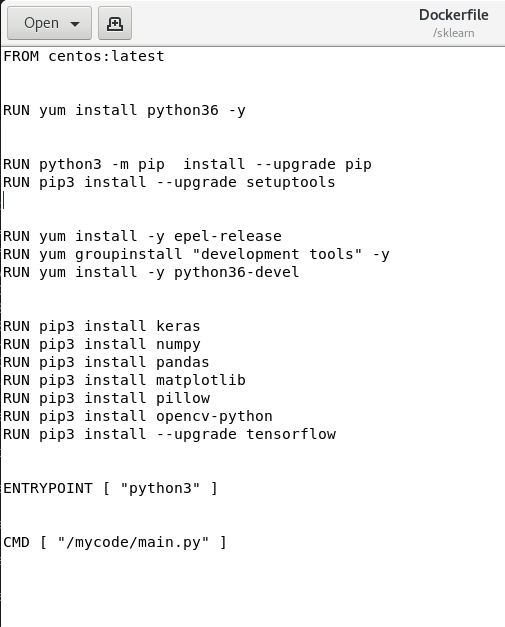 Open
Dockerfile
/sklearn
FROM centos:latest
RUN yum install python36 -y
RUN python3 -m pip  install --upgrade pip
RUN pip3 install --upgrade setuptools
RUN yum install -y epel-release
RUN yum groupinstall "development tools" -y
RUN yum install -y python36-devel
RUN pip3 install keras
RUN pip3 install numpy
RUN pip3 install pandas
RUN pip3 install matplotlib
RUN pip3 install pillow
RUN pip3 install opencv-python
RUN pip3 install --upgrade tensorflow
ENTRYPOINT [ "python3" ]
CMD [ "/mycode/main.py" ]